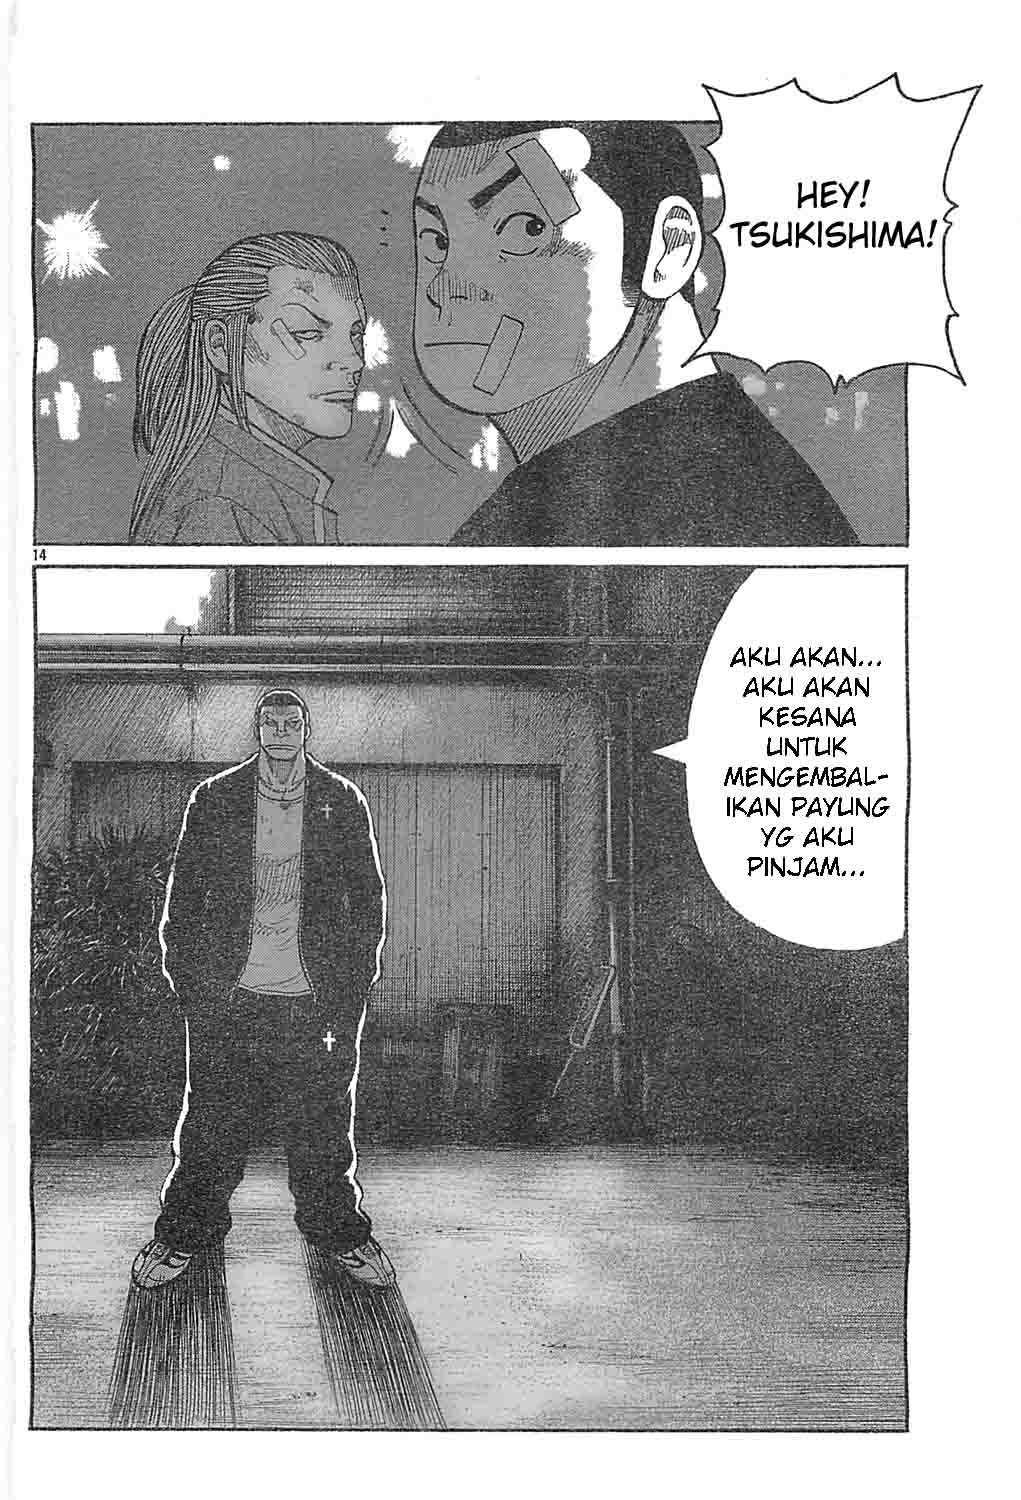 HEY!
TSUKISHIMA!
14
AKU AKAN...
AKU AKAN
KESANA
UNTUK
MENGEMBAL-
IKAN PAYUNG
YG AKU
PINJAM...